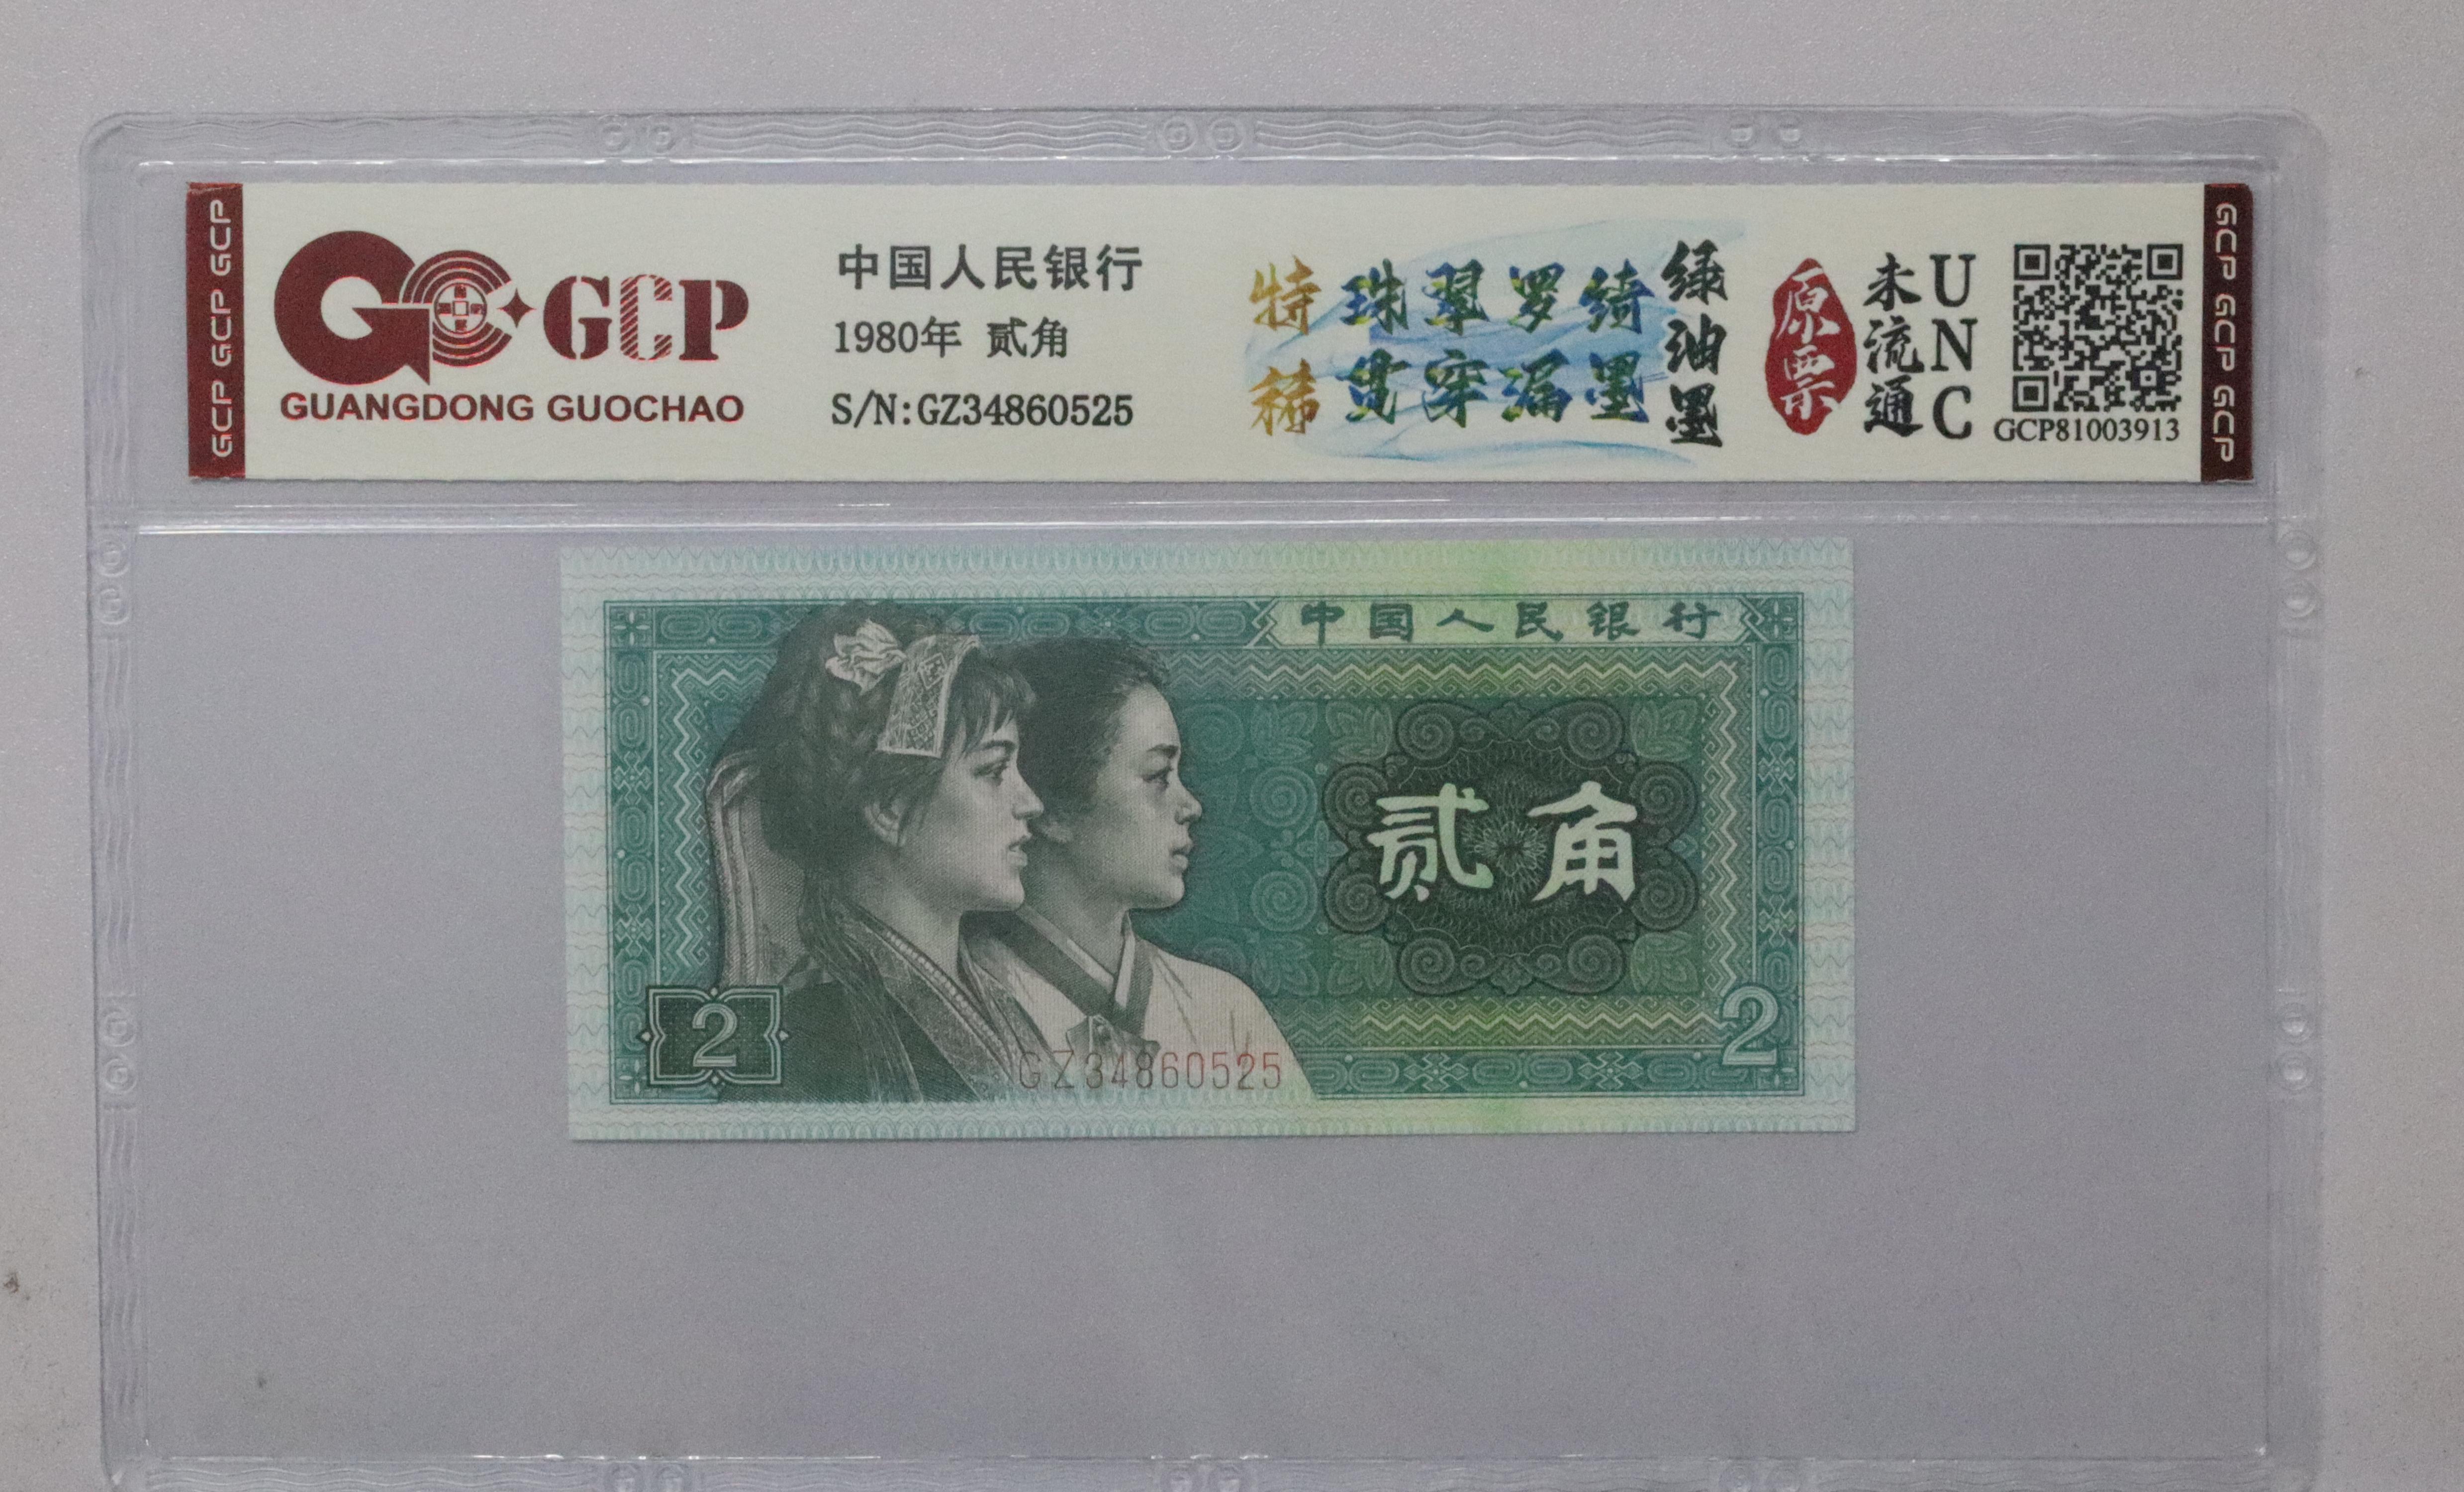 GCP GCP GCP
GCP
GUANGDONG GUOCHAO
中国人民银行
1980年 贰角
S/N:GZ34860525
特稀
珠翠罗绮
贯穿漏墨
绿油墨
原票
未流通
UNC
GCP81003913
GCP GCP GCP
中国人民银行
贰角
2
2
GZ34860525